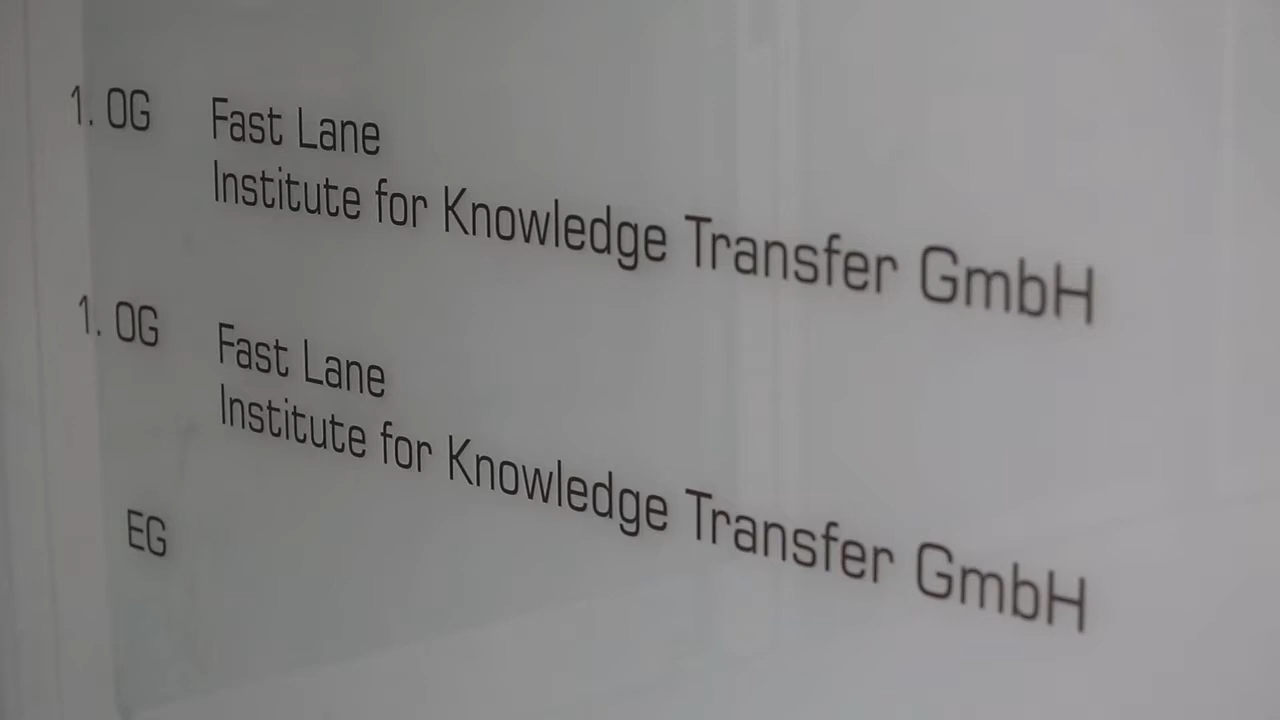 1. OG Fast Lane
Institute for Knowledge Transfer GmbH
1. OG Fast Lane
Institute for Knowledge Transfer GmbH
EG